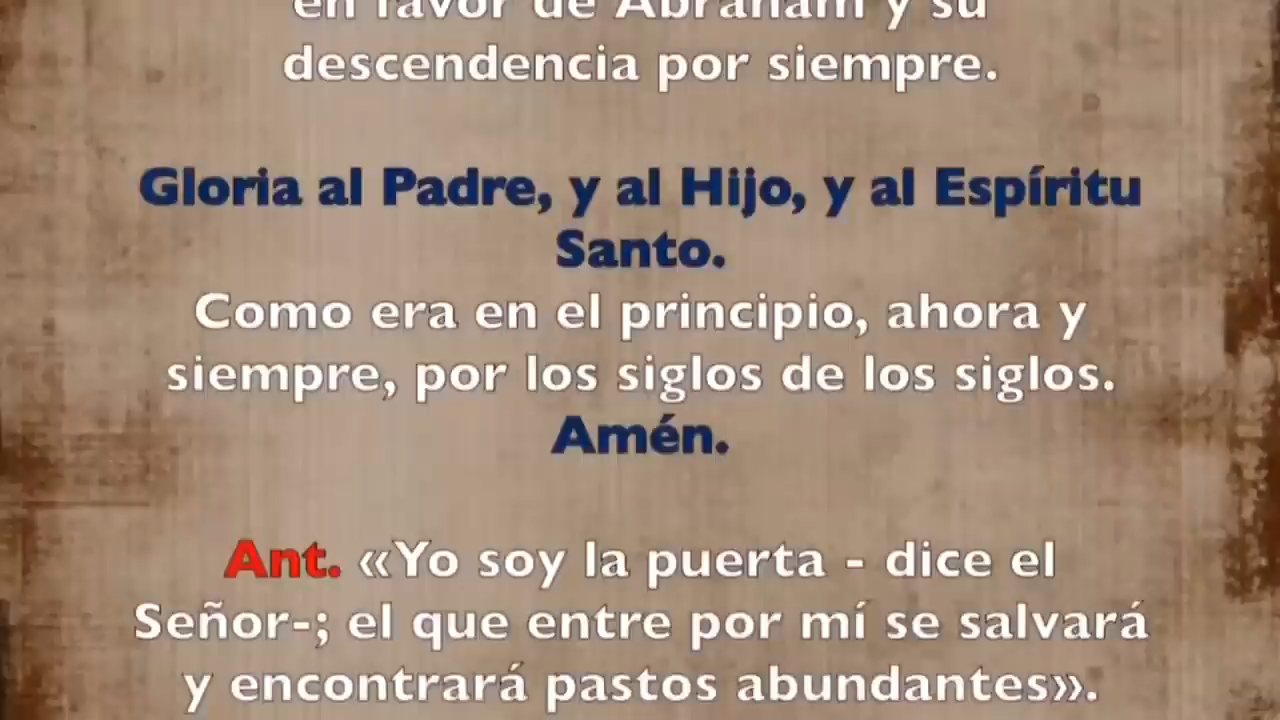 en favor de Abraham y su
descendencia por siempre.
Gloria al Padre, y al Hijo, y al Espíritu
Santo.
Como era en el principio, ahora y
siempre, por los siglos de los siglos.
Amén.
Ant. «Yo soy la puerta - dice el
Señor-; el que entre por mí se salvará
y encontrará pastos abundantes».